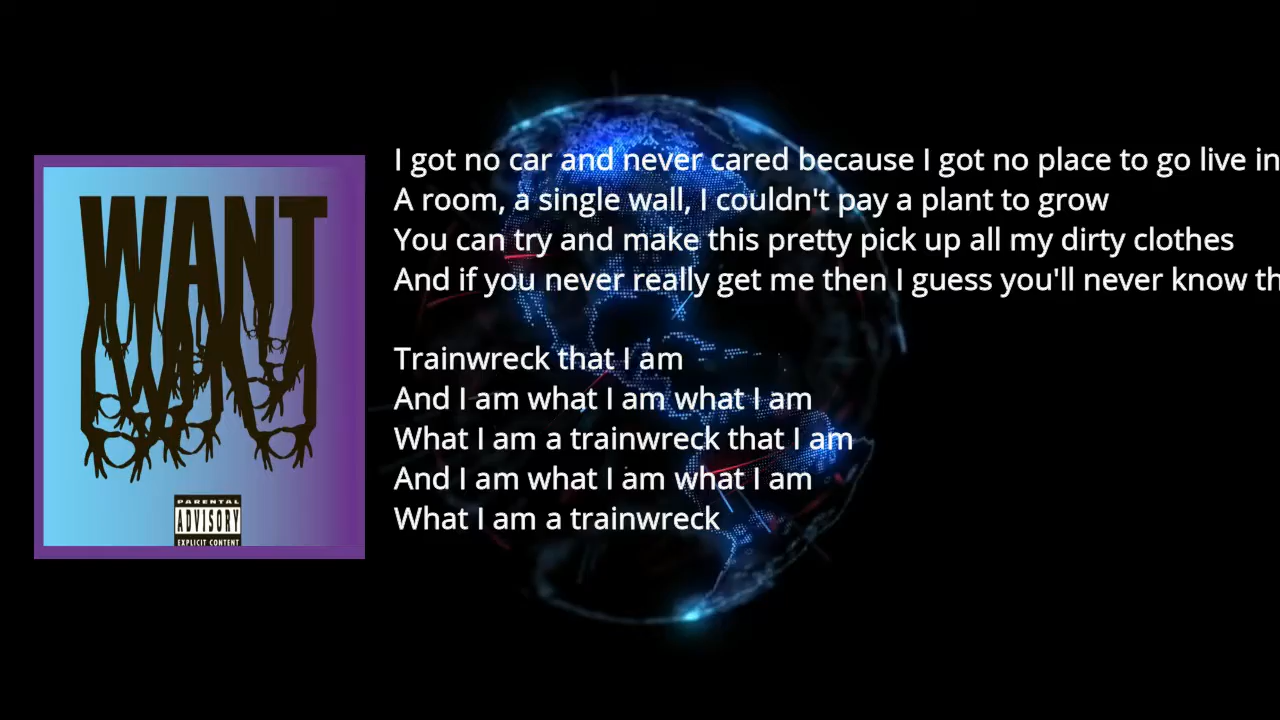 WANT
PARENTAL
ADVISORY
EXPLICIT CONTENT
I got no car and never cared because I got no place to go live in
A room, a single wall, I couldn't pay a plant to grow
You can try and make this pretty pick up all my dirty clothes
And if you never really get me then I guess you'll never know th
Trainwreck that I am
And I am what I am what I am
What I am a trainwreck that I am
And I am what I am what I am
What I am a trainwreck